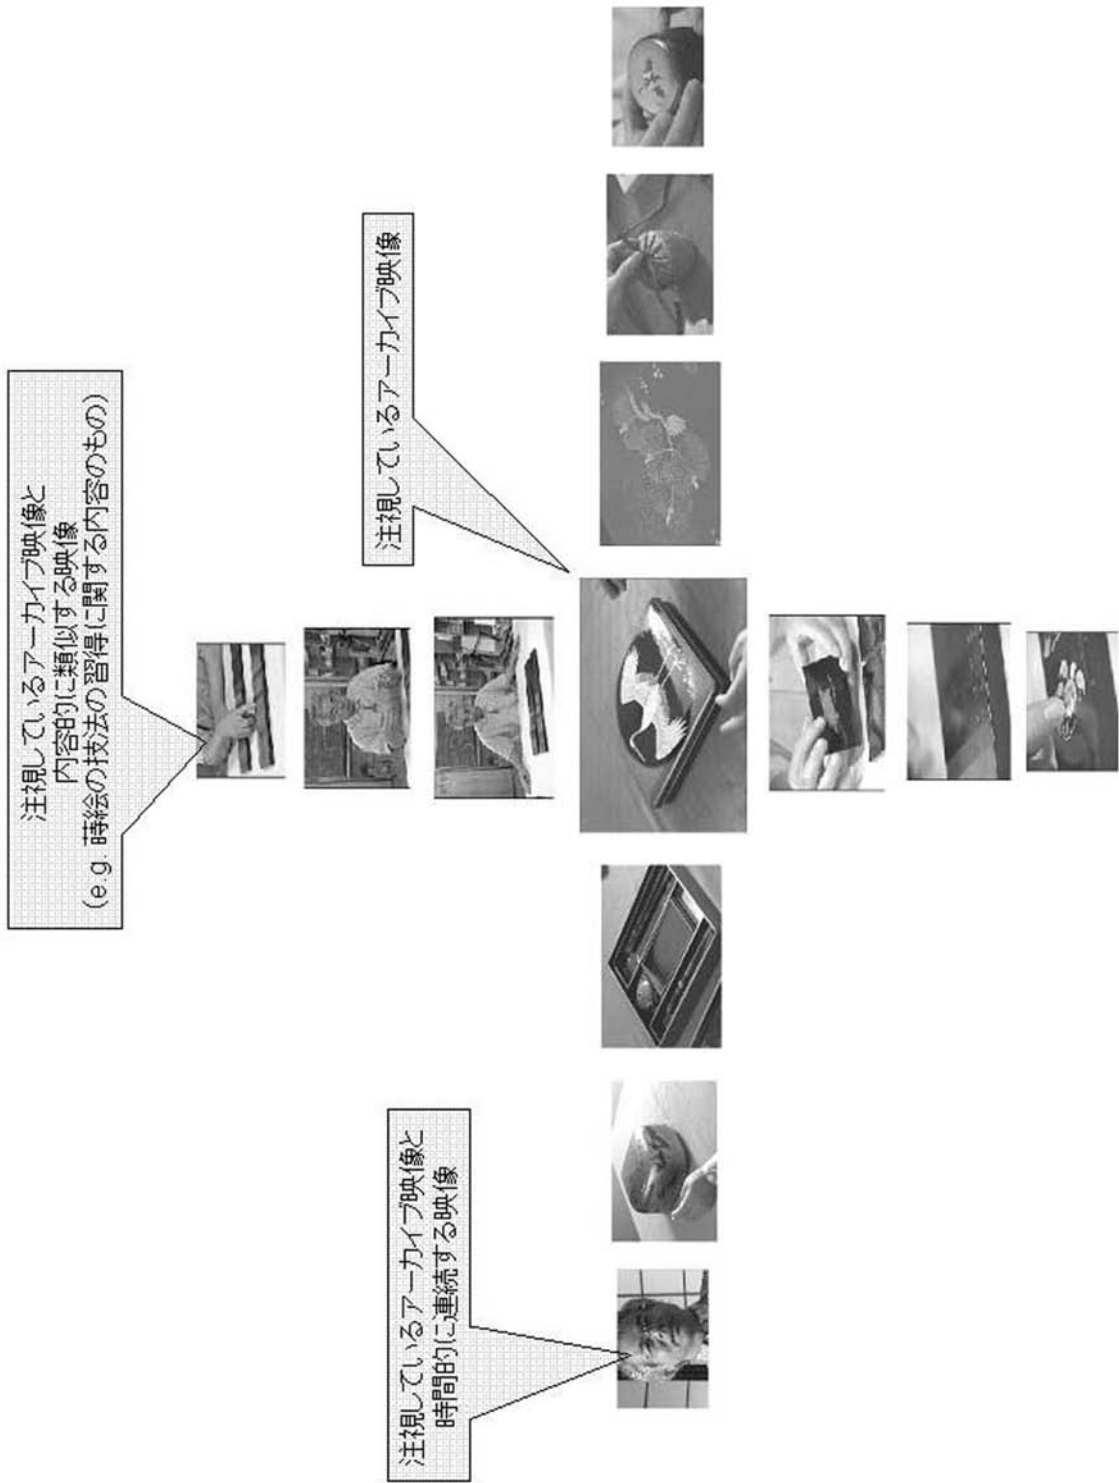 注視しているアーカイブ映像と
内容的に類似する映像
(e.g. 蒔絵の技法の習得に関する内容のもの)
注視しているアーカイブ映像
注視しているアーカイブ映像と
時間的に連続する映像